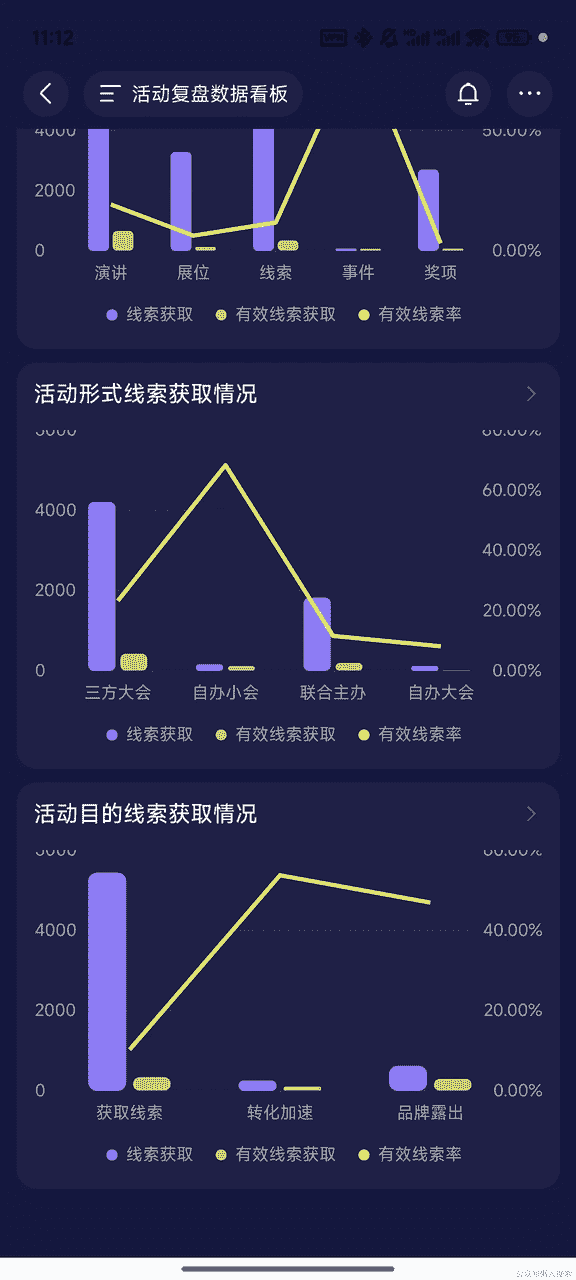 11:12
活动复盘数据看板
4000
50.00%
2000
0
0.00%
演讲 展位 线索 事件 奖项
线索获取 有效线索获取 有效线索率
活动形式线索获取情况
60.00%
4000
40.00%
2000
20.00%
0
0.00%
三方大会 自办小会 联合主办 自办大会
线索获取 有效线索获取 有效线索率
活动目的线索获取情况
4000
40.00%
2000
20.00%
0
0.00%
获取线索 转化加速 品牌露出
线索获取 有效线索获取 有效线索率